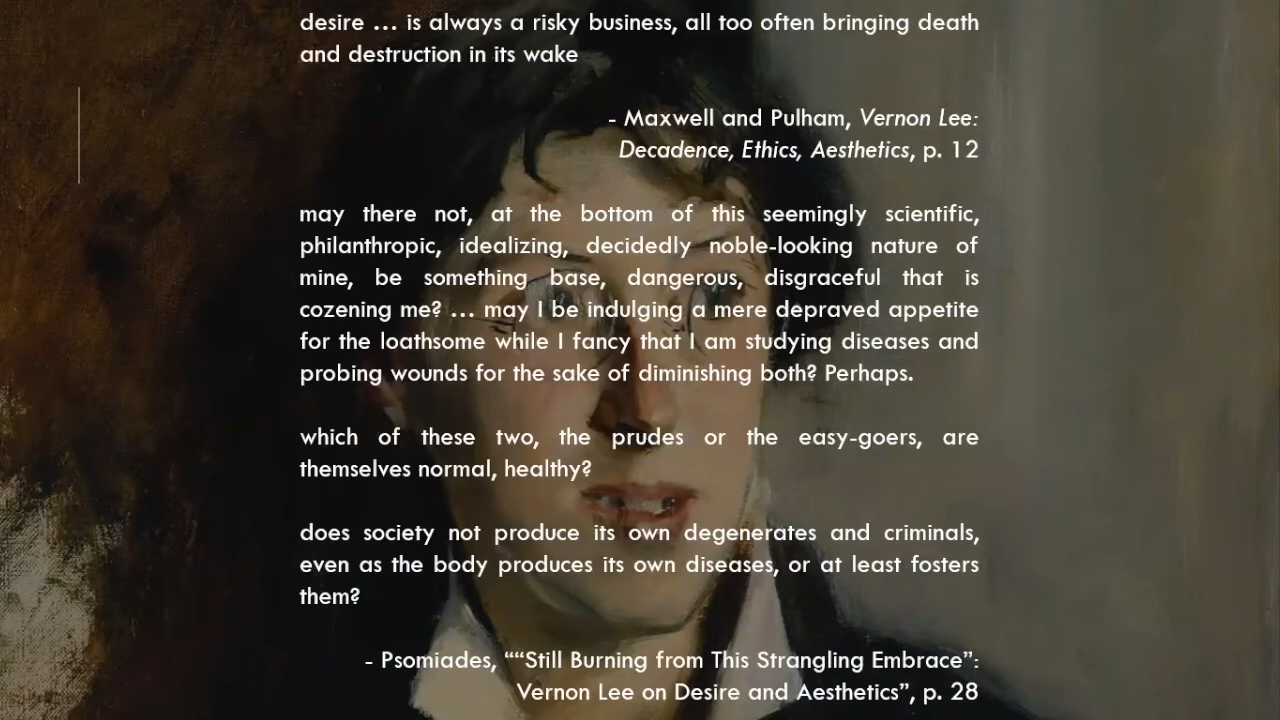 desire … is always a risky business, all too often bringing death
and destruction in its wake
- Maxwell and Pulham, Vernon Lee:
Decadence, Ethics, Aesthetics, p. 12
may there not, at the bottom of this seemingly scientific,
philanthropic, idealizing, decidedly noble-looking nature of
mine, be something base, dangerous, disgraceful that is
cozening me? … may I be indulging a mere depraved appetite
for the loathsome while I fancy that I am studying diseases and
probing wounds for the sake of diminishing both? Perhaps.
which of these two, the prudes or the easy-goers, are
themselves normal, healthy?
does society not produce its own degenerates and criminals,
even as the body produces its own diseases, or at least fosters
them?
- Psomiades, ““Still Burning from This Strangling Embrace”:
Vernon Lee on Desire and Aesthetics”, p. 28